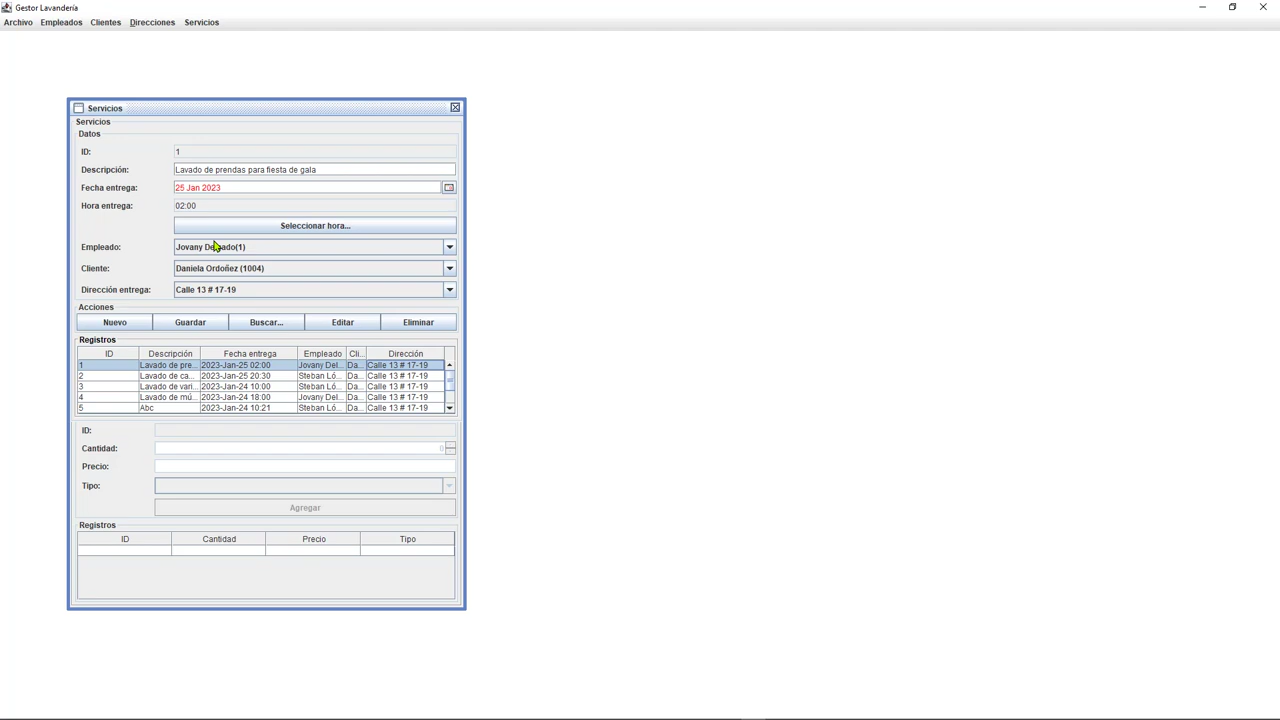 Gestor Lavandería
Archivo Empleados Clientes Direcciones Servicios
Servicios
Servicios
Datos
ID: 1
Descripción: Lavado de prendas para fiesta de gala
Fecha entrega: 25 Jan 2023
Hora entrega: 02:00
Seleccionar hora...
Empleado: Jovany Delgado(1)
Cliente: Daniela Ordoñez (1004)
Dirección entrega: Calle 13 # 17-19
Acciones
Nuevo Guardar Buscar... Editar Eliminar
Registros
ID Descripción Fecha entrega Empleado Cli... Dirección
1 Lavado de pre... 2023-Jan-25 02:00 Jovany Del... Da... Calle 13 # 17-19
2 Lavado de ca... 2023-Jan-25 20:30 Steban Ló... Da... Calle 13 # 17-19
3 Lavado de vari... 2023-Jan-24 10:00 Steban Ló... Da... Calle 13 # 17-19
4 Lavado de mú... 2023-Jan-24 18:00 Jovany Del... Da... Calle 13 # 17-19
5 Abc 2023-Jan-24 10:21 Steban Ló... Da... Calle 13 # 17-19
ID:
Cantidad: 0
Precio:
Tipo:
Agregar
Registros
ID Cantidad Precio Tipo